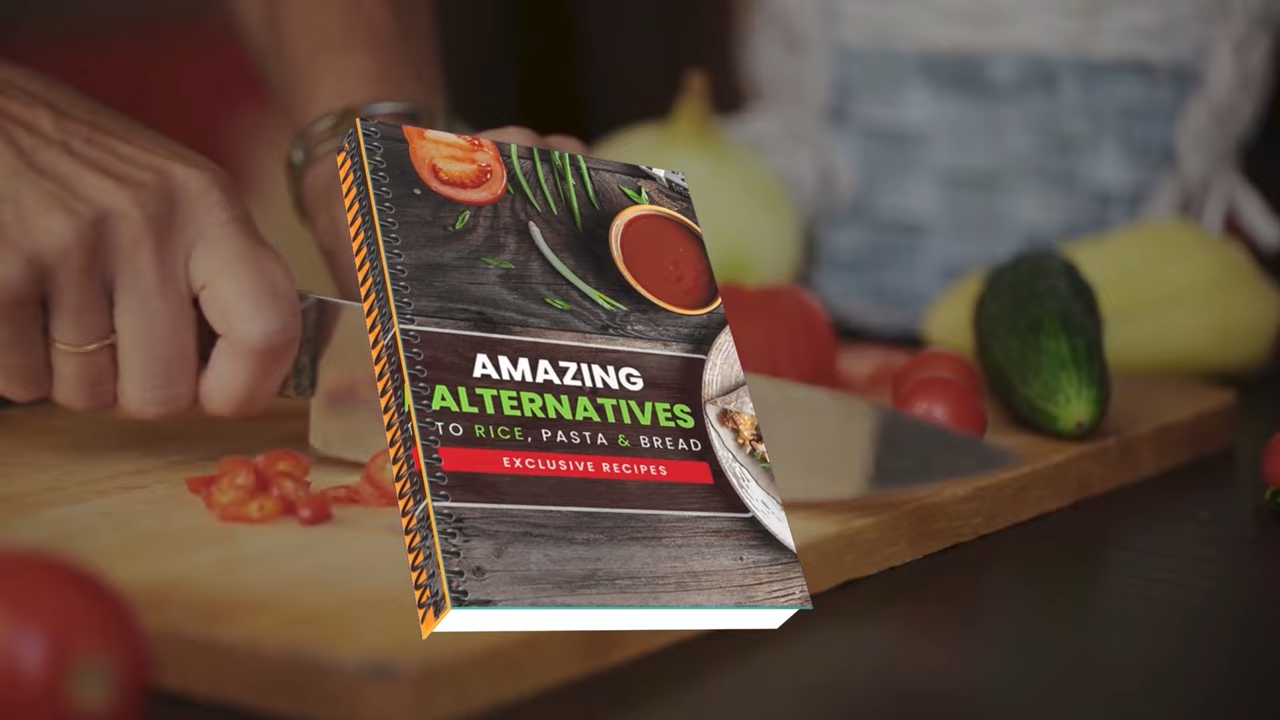 AMAZING
ALTERNATIVES
TO RICE, PASTA & BREAD
EXCLUSIVE RECIPES